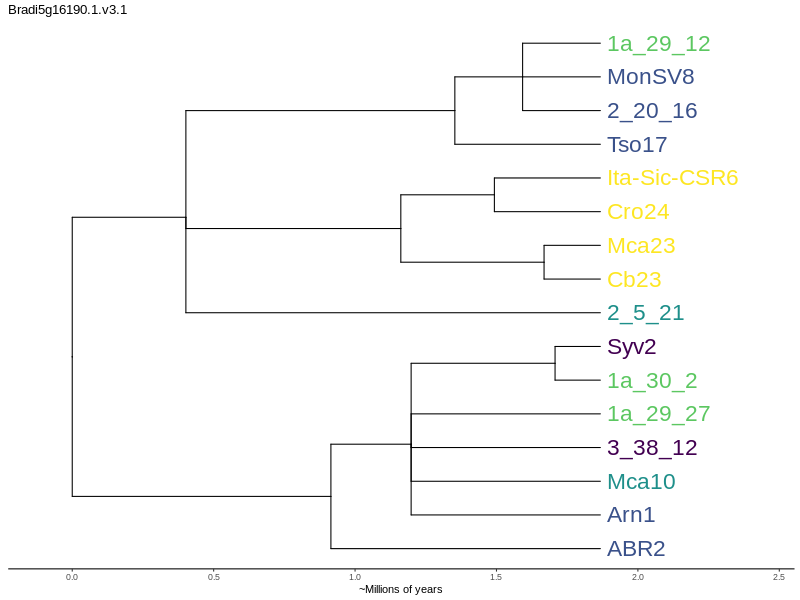 Bradi5g16190.1.v3.1
1a_29_12
MonSV8
2_20_16
Tso17
Ita-Sic-CSR6
Cro24
Mca23
Cb23
2_5_21
Syv2
1a_30_2
1a_29_27
3_38_12
Mca10
Arn1
ABR2
0.0 0.5 1.0 1.5 2.0 2.5
~Millions of years